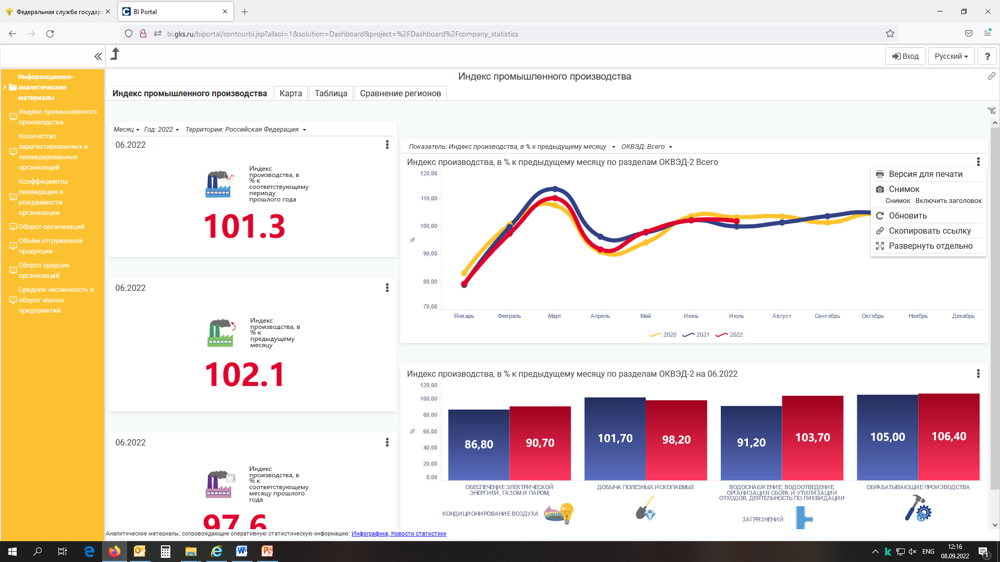 Федеральная служба государс
BI Portal
bi.gks.ru/biportal/contourbi.jsp?allsol=1&solution=Dashboard&project=%2FDashboard%2Fcompany_statistics
Вход
Русский
?
Индекс промышленного производства
Индекс промышленного производства
Карта
Таблица
Сравнение регионов
Информационно-
аналитические
материалы
Индекс промышленного
производства
Количество
зарегистрированных и
ликвидированных
организаций
Коэффициенты
ликвидации и
рождаемости
организации
Оборот организаций
Объём отгруженной
продукции
Оборот средних
организаций
Средняя численность и
оборот малых
предприятий
Месяц
Год: 2022
Территории: Российская Федерация
06.2022
Индекс
производства, в
% к
соответствующему
периоду
прошлого года
101.3
06.2022
Индекс
производства, в
% к
предыдущему
месяцу
102.1
06.2022
Индекс
производства, в
% к
соответствующему
месяцу прошлого
года
97.6
Показатель: Индекс производства, в % к предыдущему месяцу
ОКВЭД: Всего
Индекс производства, в % к предыдущему месяцу по разделам ОКВЭД-2 Всего
120,00
110,00
100,00
90,00
80,00
70,00
%
Январь
Февраль
Март
Апрель
Май
Июнь
Июль
Август
Сентябрь
Октябрь
Ноябрь
Декабрь
2020
2021
2022
Версия для печати
Снимок
Снимок Включить заголовок
Обновить
Скопировать ссылку
Развернуть отдельно
Индекс производства, в % к предыдущему месяцу по разделам ОКВЭД-2 на 06.2022
120,00
100,00
80,00
60,00
40,00
20,00
0,00
%
86,80
90,70
101,70
98,20
91,20
103,70
105,00
106,40
ОБЕСПЕЧЕНИЕ ЭЛЕКТРИЧЕСКОЙ
ЭНЕРГИЕЙ, ГАЗОМ И ПАРОМ;
КОНДИЦИОНИРОВАНИЕ ВОЗДУХА
ДОБЫЧА ПОЛЕЗНЫХ ИСКОПАЕМЫХ
ВОДОСНАБЖЕНИЕ; ВОДООТВЕДЕНИЕ,
ОРГАНИЗАЦИЯ СБОРА И УТИЛИЗАЦИИ
ОТХОДОВ, ДЕЯТЕЛЬНОСТЬ ПО ЛИКВИДАЦИИ
ЗАГРЯЗНЕНИЙ
ОБРАБАТЫВАЮЩИЕ ПРОИЗВОДСТВА
Аналитические материалы, сопровождающие оперативную статистическую информацию: Инфографика, Новости статистики
ENG
12:16
08.09.2022
1